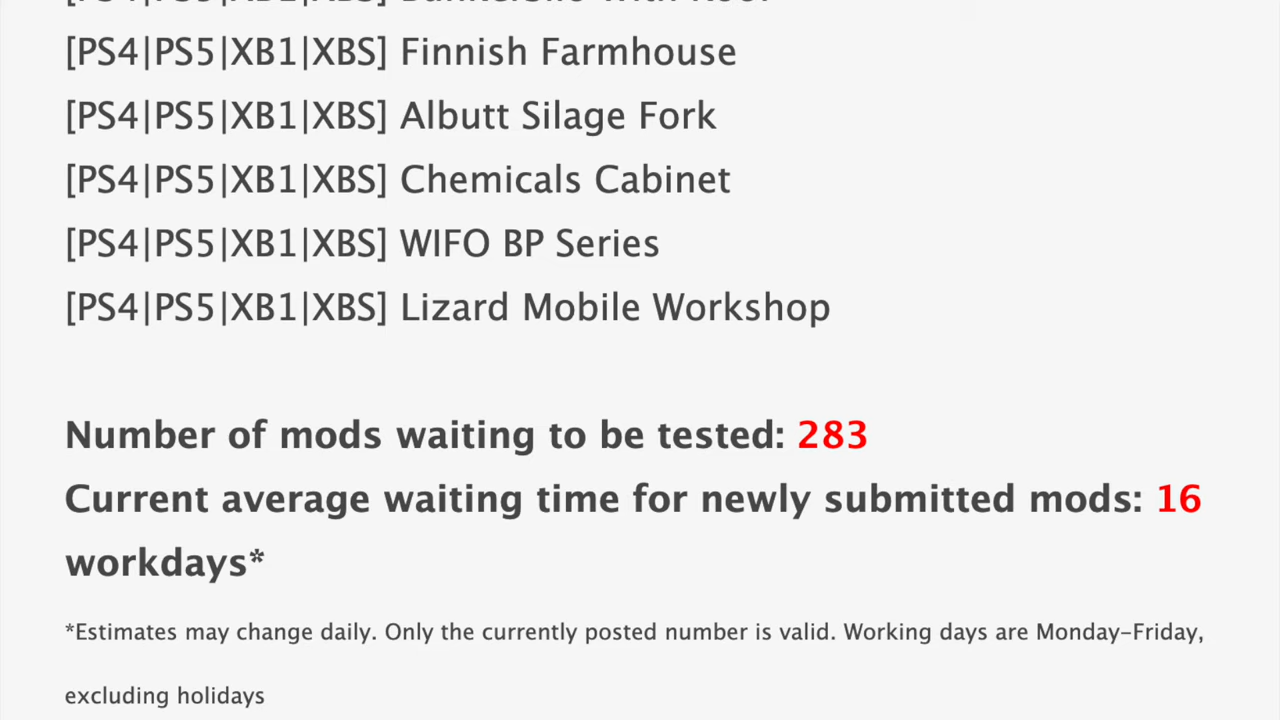 [PS4|PS5|XB1|XBS] Finnish Farmhouse
[PS4|PS5|XB1|XBS] Albutt Silage Fork
[PS4|PS5|XB1|XBS] Chemicals Cabinet
[PS4|PS5|XB1|XBS] WIFO BP Series
[PS4|PS5|XB1|XBS] Lizard Mobile Workshop
Number of mods waiting to be tested: 283
Current average waiting time for newly submitted mods: 16
workdays*
*Estimates may change daily. Only the currently posted number is valid. Working days are Monday–Friday,
excluding holidays